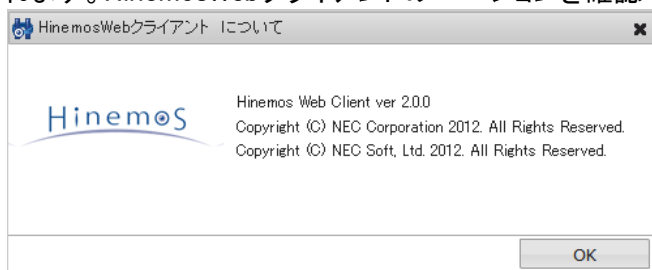 HinemosWebクライアント について
Hinemos
Hinemos Web Client ver 2.0.0
Copyright (C) NEC Corporation 2012. All Rights Reserved.
Copyright (C) NEC Soft, Ltd. 2012. All Rights Reserved.
OK